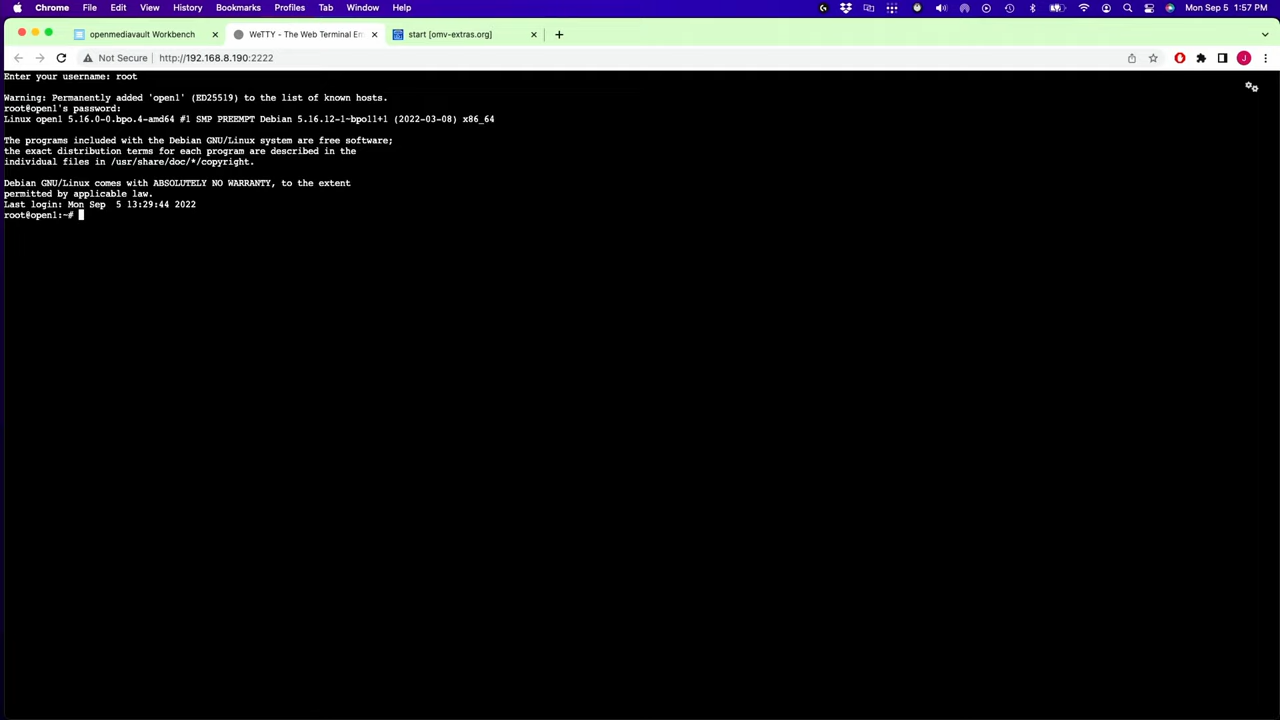 Chrome File Edit View History Bookmarks Profiles Tab Window Help Mon Sep 5 1:57 PM
openmediavault Workbench WeTTY - The Web Terminal En start [omv-extras.org]
Not Secure http://192.168.8.190:2222
Enter your username: root
Warning: Permanently added 'open1' (ED25519) to the list of known hosts.
root@open1's password:
Linux open1 5.16.0-0.bpo.4-amd64 #1 SMP PREEMPT Debian 5.16.12-1~bpo11+1 (2022-03-08) x86_64
The programs included with the Debian GNU/Linux system are free software;
the exact distribution terms for each program are described in the
individual files in /usr/share/doc/*/copyright.
Debian GNU/Linux comes with ABSOLUTELY NO WARRANTY, to the extent
permitted by applicable law.
Last login: Mon Sep  5 13:29:44 2022
root@open1:~#